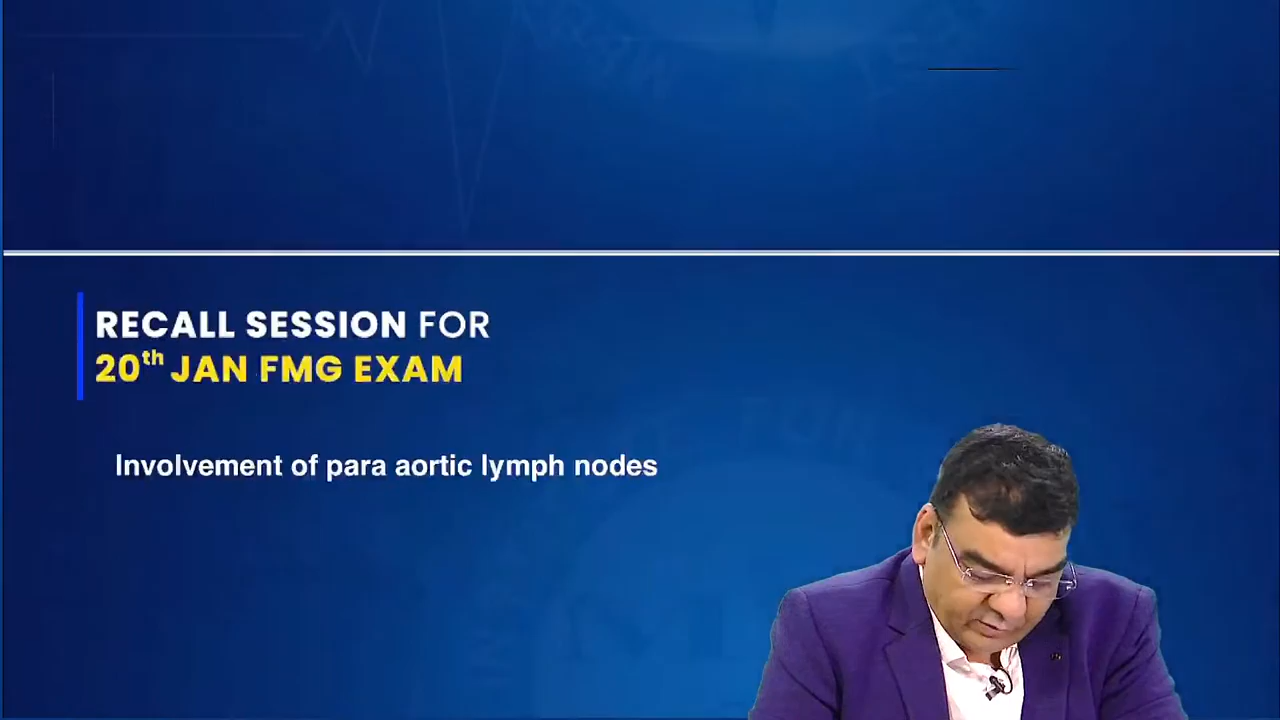 RECALL SESSION FOR
20th JAN FMG EXAM
Involvement of para aortic lymph nodes